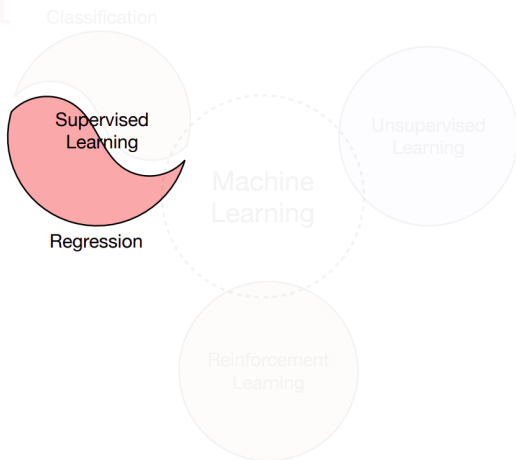 Classification
Supervised
Learning
Unsupervised
Learning
Machine
Learning
Regression
Reinforcement
Learning